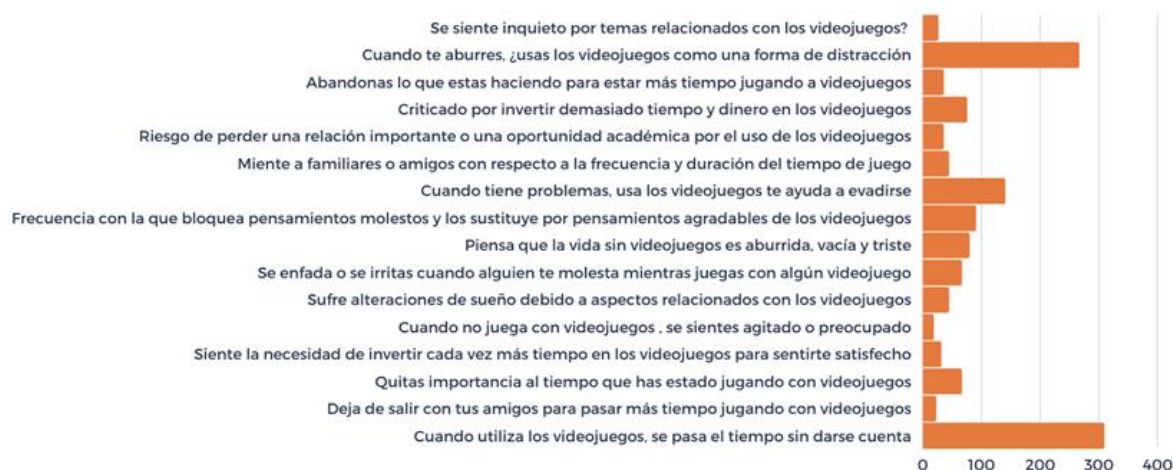 Se siente inquieto por temas relacionados con los videojuegos?
Cuando te aburres, ¿usas los videojuegos como una forma de distracción
Abandonas lo que estas haciendo para estar más tiempo jugando a videojuegos
Criticado por invertir demasiado tiempo y dinero en los videojuegos
Riesgo de perder una relación importante o una oportunidad académica por el uso de los videojuegos
Miente a familiares o amigos con respecto a la frecuencia y duración del tiempo de juego
Cuando tiene problemas, usa los videojuegos te ayuda a evadirse
Frecuencia con la que bloquea pensamientos molestos y los sustituye por pensamientos agradables de los videojuegos
Piensa que la vida sin videojuegos es aburrida, vacía y triste
Se enfada o se irritas cuando alguien te molesta mientras juegas con algún videojuego
Sufre alteraciones de sueño debido a aspectos relacionados con los videojuegos
Cuando no juega con videojuegos , se sientes agitado o preocupado
Siente la necesidad de invertir cada vez más tiempo en los videojuegos para sentirte satisfecho
Quitas importancia al tiempo que has estado jugando con videojuegos
Deja de salir con tus amigos para pasar más tiempo jugando con videojuegos
Cuando utiliza los videojuegos, se pasa el tiempo sin darse cuenta
0 100 200 300 400